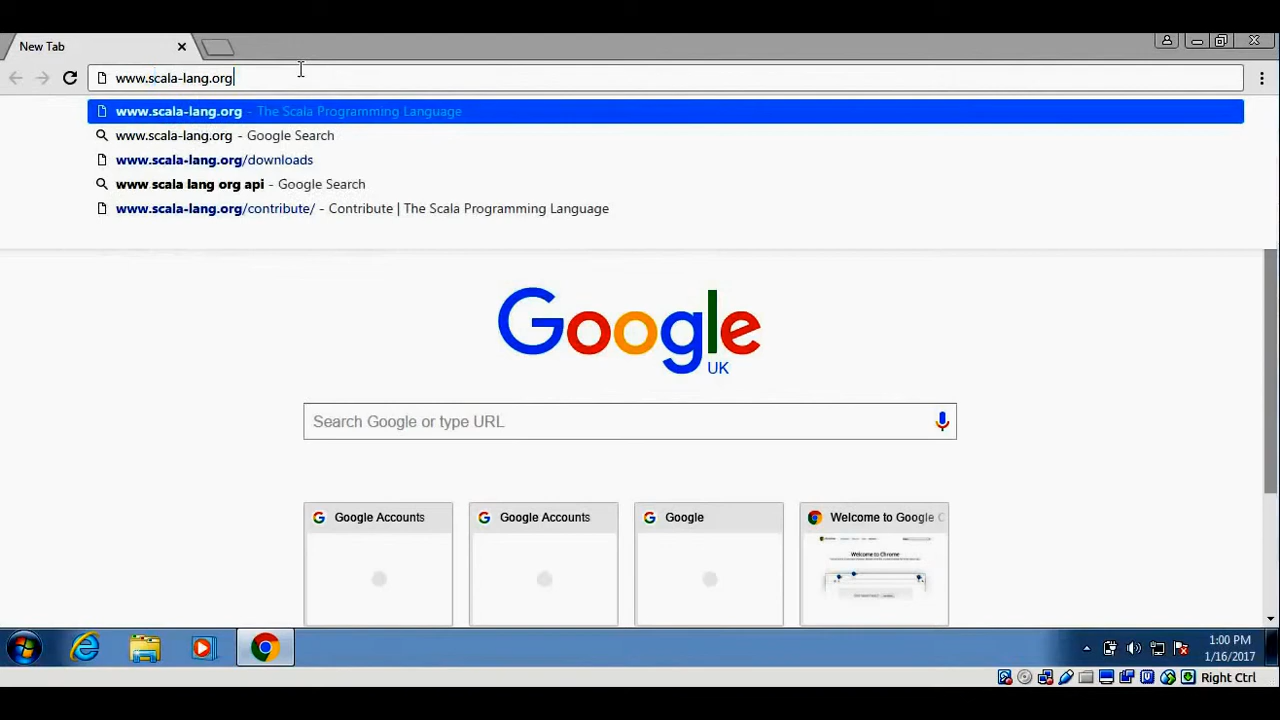 New Tab
www.scala-lang.org
www.scala-lang.org - The Scala Programming Language
www.scala-lang.org - Google Search
www.scala-lang.org/downloads
www scala lang org api - Google Search
www.scala-lang.org/contribute/ - Contribute | The Scala Programming Language
Google
UK
Search Google or type URL
Google Accounts
Google Accounts
Google
Welcome to Google C
Welcome to Chrome
1:00 PM
1/16/2017
Right Ctrl